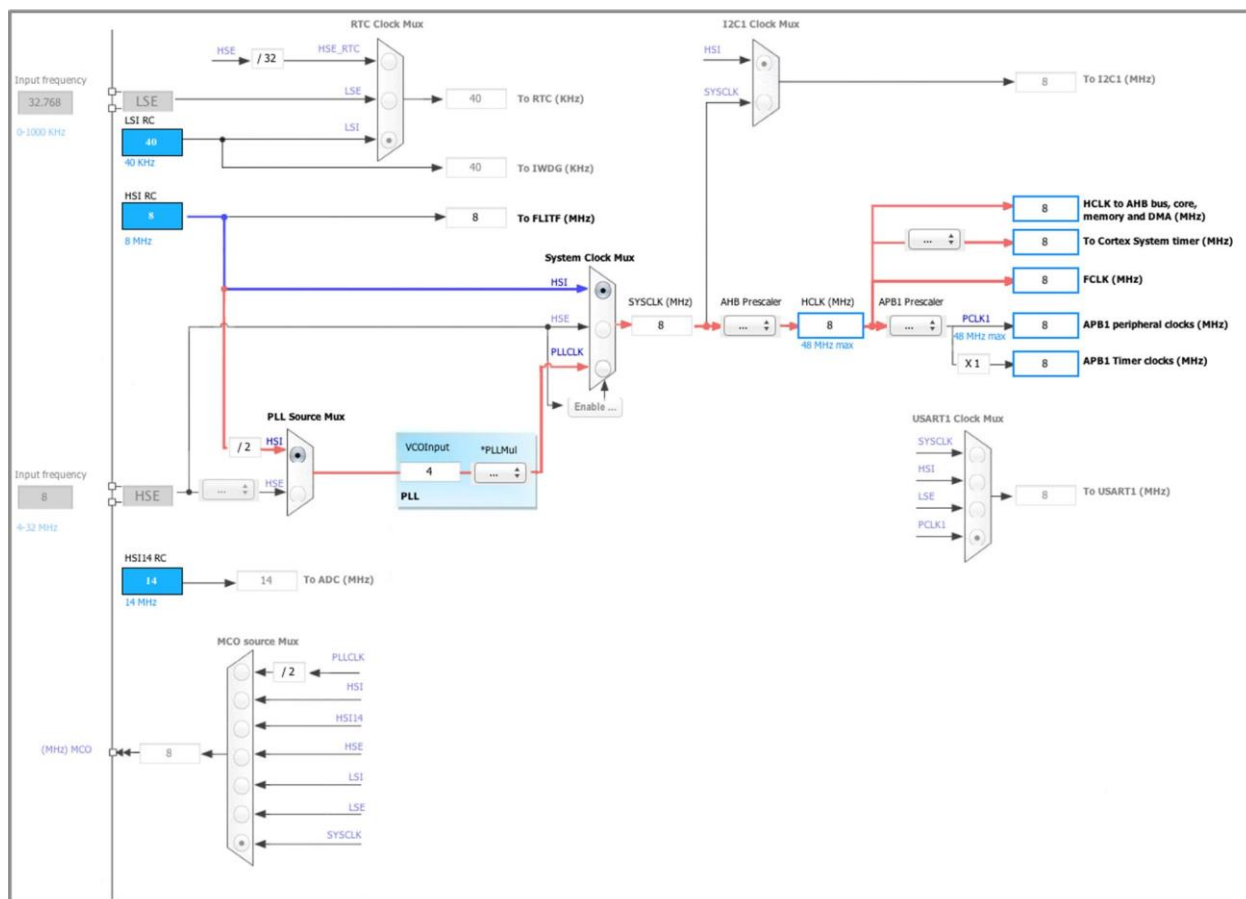 RTC Clock Mux
I2C1 Clock Mux
HSE
/ 32
HSE_RTC
HSI
Input frequency
32.768
0-1000 KHz
LSE
LSE
40
To RTC (KHz)
SYSCLK
8
To I2C1 (MHz)
LSI RC
40
40 KHz
LSI
40
To IWDG (KHz)
HSI RC
8
8 MHz
8
To FLITF (MHz)
System Clock Mux
HSI
HSE
PLLCLK
Enable ...
SYSCLK (MHz)
8
AHB Prescaler
...
HCLK (MHz)
8
48 MHz max
APB1 Prescaler
...
8
HCLK to AHB bus, core,
memory and DMA (MHz)
...
8
To Cortex System timer (MHz)
8
FCLK (MHz)
PCLK1
48 MHz max
8
APB1 peripheral clocks (MHz)
X 1
8
APB1 Timer clocks (MHz)
PLL Source Mux
/ 2
HSI
HSE
VCOInput
4
*PLLMul
...
PLL
Input frequency
8
4-32 MHz
HSE
...
USART1 Clock Mux
SYSCLK
HSI
LSE
PCLK1
8
To USART1 (MHz)
HSI14 RC
14
14 MHz
14
To ADC (MHz)
MCO source Mux
PLLCLK
/ 2
HSI
HSI14
HSE
LSI
LSE
SYSCLK
(MHz) MCO
8